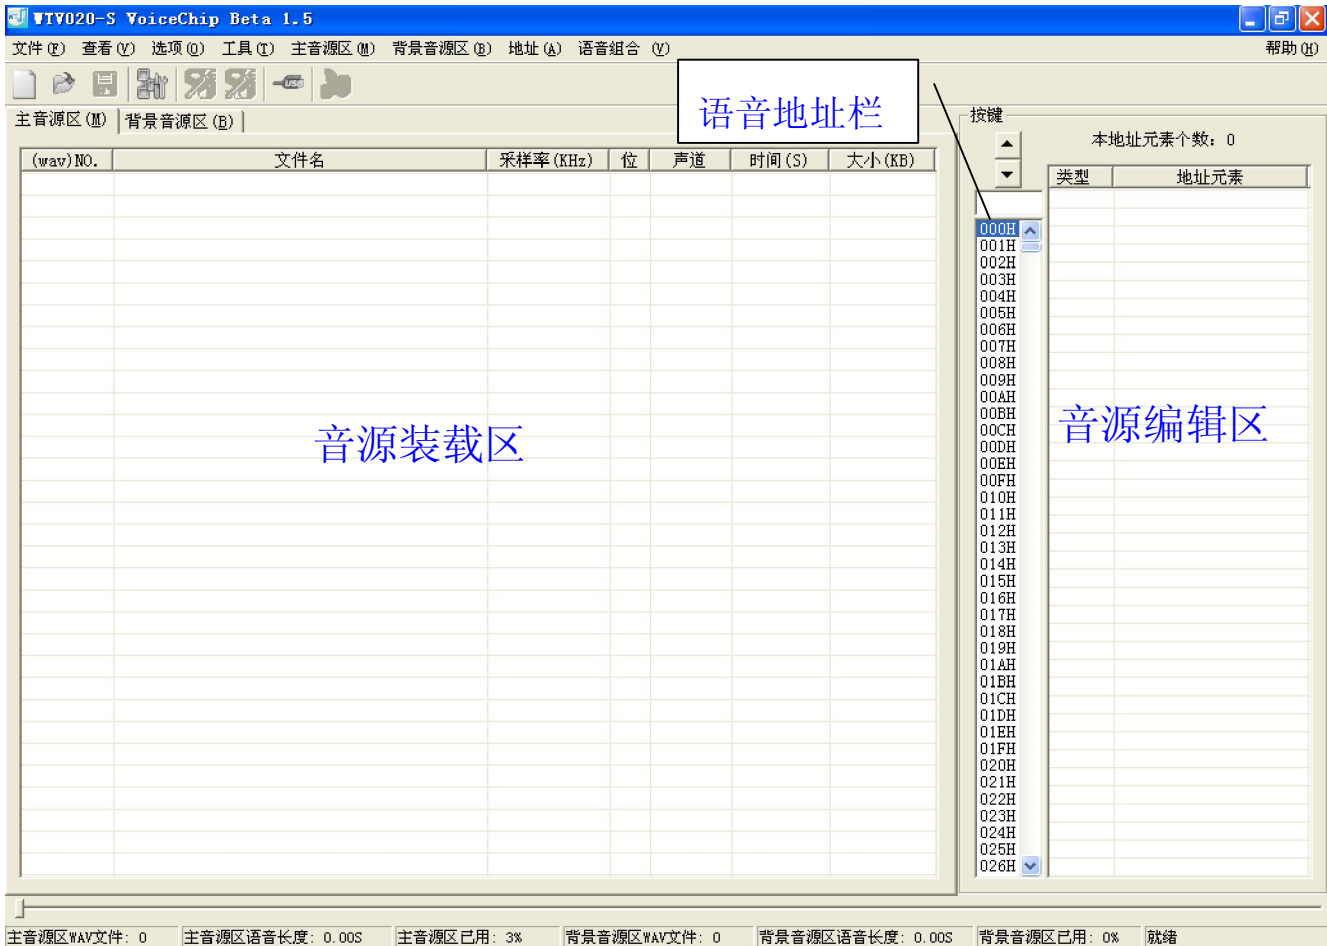 WTV020-S VoiceChip Beta 1.5
文件(F) 查看(V) 选项(O) 工具(T) 主音源区(M) 背景音源区(B) 地址(A) 语音组合 (V) 帮助(H)
语音地址栏
主音源区(M) 背景音源区(B)
按键
本地址元素个数: 0
(wav)NO. 文件名 采样率(KHz) 位 声道 时间(S) 大小(KB)
类型 地址元素
000H
001H
002H
003H
004H
005H
006H
007H
008H
009H
00AH
00BH
00CH
00DH
00EH
00FH
010H
011H
012H
013H
014H
015H
016H
017H
018H
019H
01AH
01BH
01CH
01DH
01EH
01FH
020H
021H
022H
023H
024H
025H
026H
音源装载区
音源编辑区
主音源区WAV文件: 0 主音源区语音长度: 0.00S 主音源区已用: 3% 背景音源区WAV文件: 0 背景音源区语音长度: 0.00S 背景音源区已用: 0% 就绪